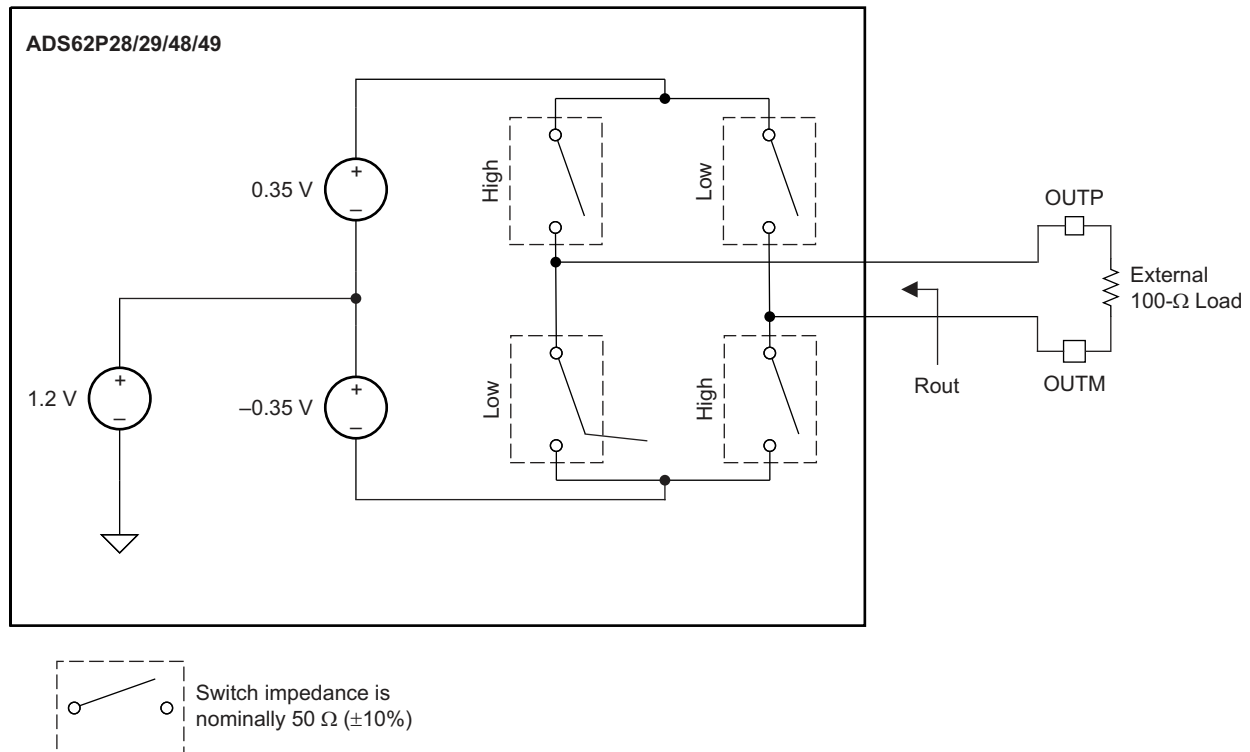 ADS62P28/29/48/49
High
Low
+
0.35 V
–
OUTP
External
100-Ω Load
+
1.2 V
–
+
–0.35 V
–
Low
High
Rout
OUTM
Switch impedance is
nominally 50 Ω (±10%)